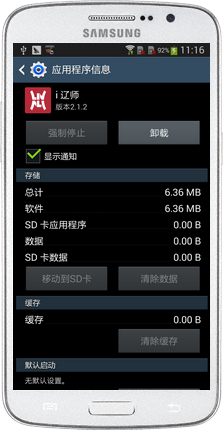 SAMSUNG
92% 11:16
应用程序信息
i 辽师
版本2.1.2
强制停止 卸载
显示通知
存储
总计 6.36 MB
软件 6.36 MB
SD 卡应用程序 0.00 B
数据 0.00 B
SD 卡数据 0.00 B
移动到SD卡 清除数据
缓存
缓存 0.00 B
清除缓存
默认启动
无默认设置。